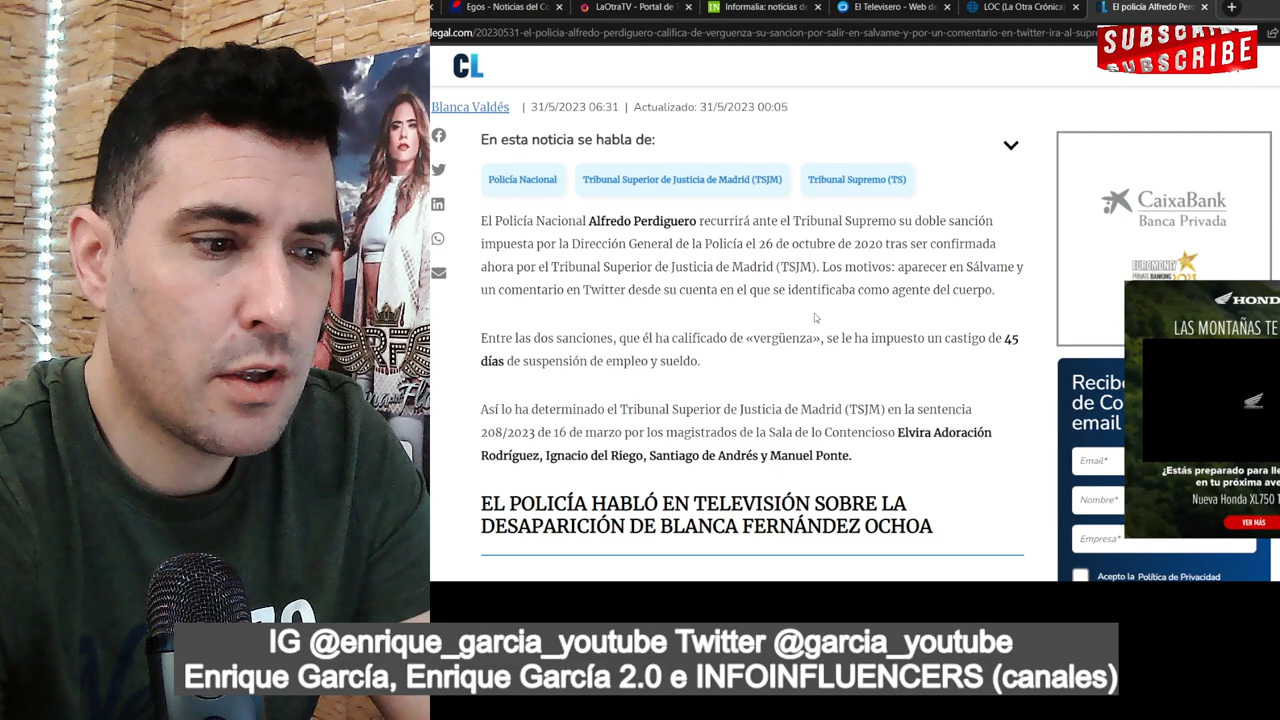 Egos - Noticias del Co
LaOtraTV - Portal de
Informalia: noticias de
El Televisero - Web de
LOC (La Otra Crónica)
El policía Alfredo Per
legal.com/20230531-el-policia-alfredo-perdiguero-califica-de-verguenza-su-sancion-por-salir-en-salvame-y-por-un-comentario-en-twitter-ira-al-supre
SUBSCRIBE
SUBSCRIBE
CL
Blanca Valdés | 31/5/2023 06:31 | Actualizado: 31/5/2023 00:05
En esta noticia se habla de:
Policía Nacional
Tribunal Superior de Justicia de Madrid (TSJM)
Tribunal Supremo (TS)
El Policía Nacional Alfredo Perdiguero recurrirá ante el Tribunal Supremo su doble sanción
impuesta por la Dirección General de la Policía el 26 de octubre de 2020 tras ser confirmada
ahora por el Tribunal Superior de Justicia de Madrid (TSJM). Los motivos: aparecer en Sálvame y
un comentario en Twitter desde su cuenta en el que se identificaba como agente del cuerpo.
Entre las dos sanciones, que él ha calificado de «vergüenza», se le ha impuesto un castigo de 45
días de suspensión de empleo y sueldo.
Así lo ha determinado el Tribunal Superior de Justicia de Madrid (TSJM) en la sentencia
208/2023 de 16 de marzo por los magistrados de la Sala de lo Contencioso Elvira Adoración
Rodríguez, Ignacio del Riego, Santiago de Andrés y Manuel Ponte.
EL POLICÍA HABLÓ EN TELEVISIÓN SOBRE LA
DESAPARICIÓN DE BLANCA FERNÁNDEZ OCHOA
CaixaBank
Banca Privada
EUROMONEY
HOND
LAS MONTAÑAS TE
Recibe
de Co
email
Email*
Nombre*
Empresa*
Acepto la Política de Privacidad
¿Estás preparado para lle
en tu próxima ave
Nueva Honda XL750 T
VER MÁS
RFC
IG @enrique_garcia_youtube Twitter @garcia_youtube
Enrique García, Enrique García 2.0 e INFOINFLUENCERS (canales)